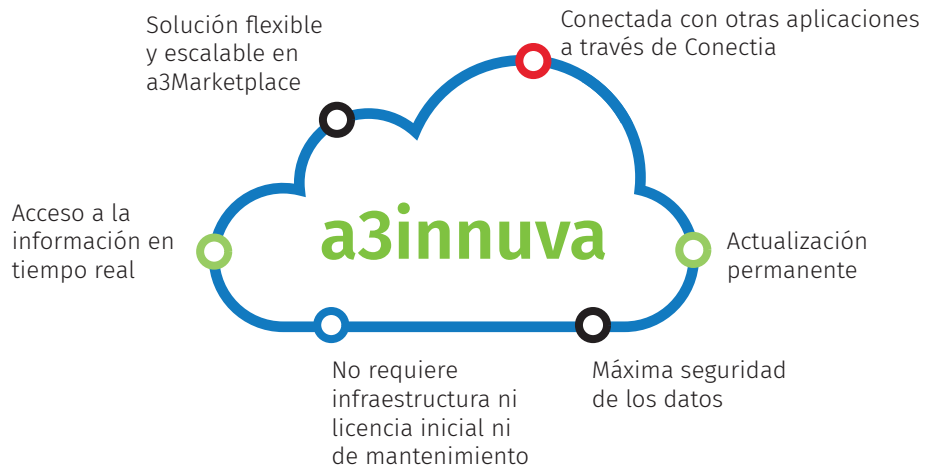 Solución flexible
y escalable en
a3Marketplace
Conectada con otras aplicaciones
a través de Conectia
Acceso a la
información en
tiempo real
a3innuva
Actualización
permanente
No requiere
infraestructura ni
licencia inicial ni
de mantenimiento
Máxima seguridad
de los datos